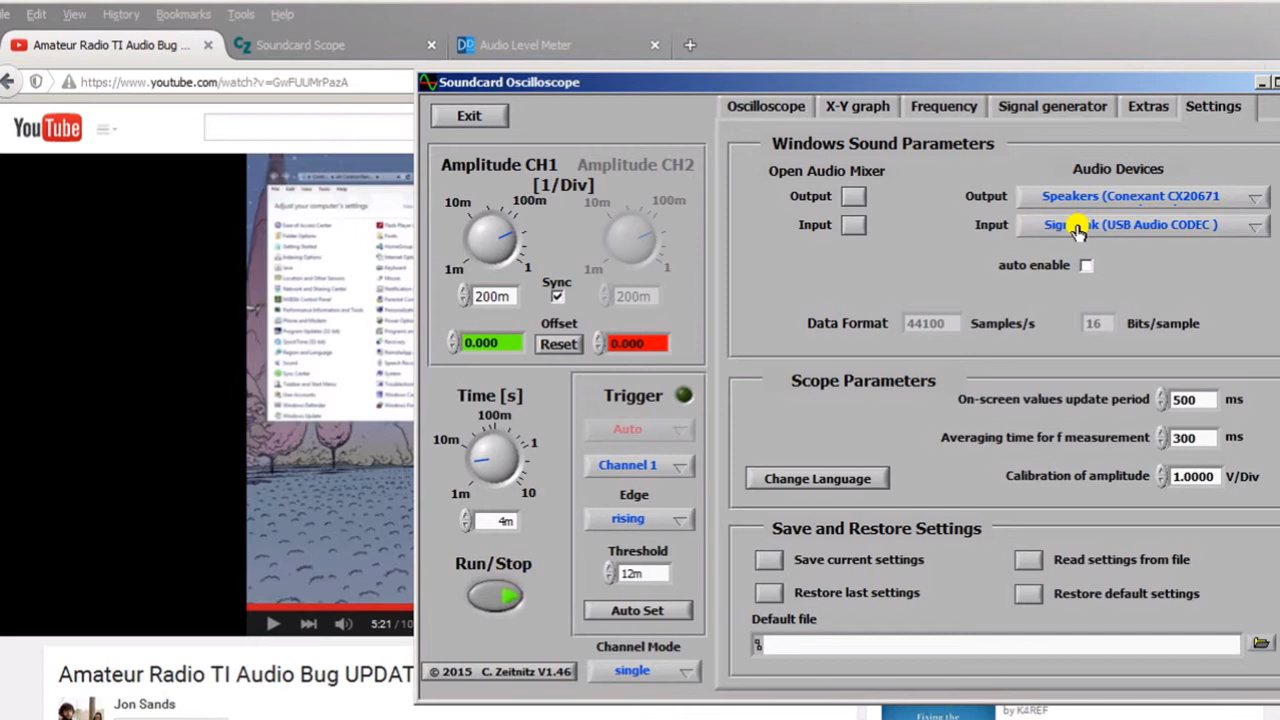 File Edit View History Bookmarks Tools Help
Amateur Radio TI Audio Bug ...
Soundcard Scope
Audio Level Meter
https://www.youtube.com/watch?v=GwFUUMrPazA
YouTube
Soundcard Oscilloscope
Exit
Oscilloscope X-Y graph Frequency Signal generator Extras Settings
Amplitude CH1 Amplitude CH2
[1/Div]
10m 100m 10m 100m
1m 1 1m 1
Sync
200m 200m
Offset
0.000 Reset 0.000
Time [s]
100m
10m 1
1m 10
4m
Run/Stop
Trigger
Auto
Channel 1
Edge
rising
Threshold
12m
Auto Set
Channel Mode
single
© 2015 C. Zeitnitz V1.46
Windows Sound Parameters
Open Audio Mixer Audio Devices
Output Output Speakers (Conexant CX20671
Input Input (USB Audio CODEC )
auto enable
Data Format 44100 Samples/s 16 Bits/sample
Scope Parameters
On-screen values update period 500 ms
Averaging time for f measurement 300 ms
Change Language Calibration of amplitude 1.0000 V/Div
Save and Restore Settings
Save current settings Read settings from file
Restore last settings Restore default settings
Default file
Adjust your computer's settings
5:21 / 10
Amateur Radio TI Audio Bug UPDAT
Jon Sands
Fixing the
by K4REF